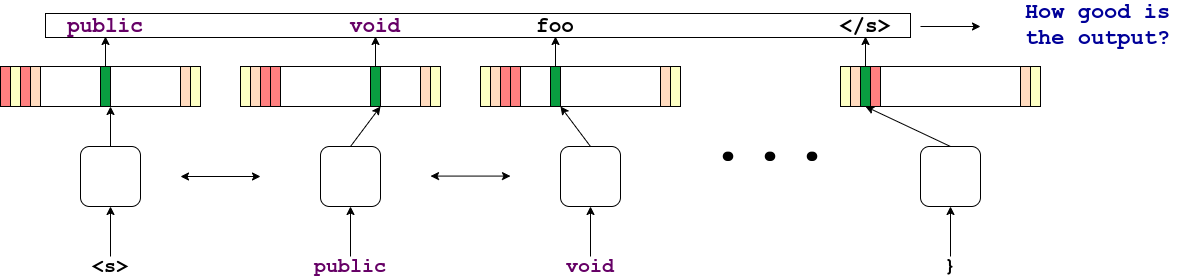 public void foo </s>
How good is
the output?
<s> public void }